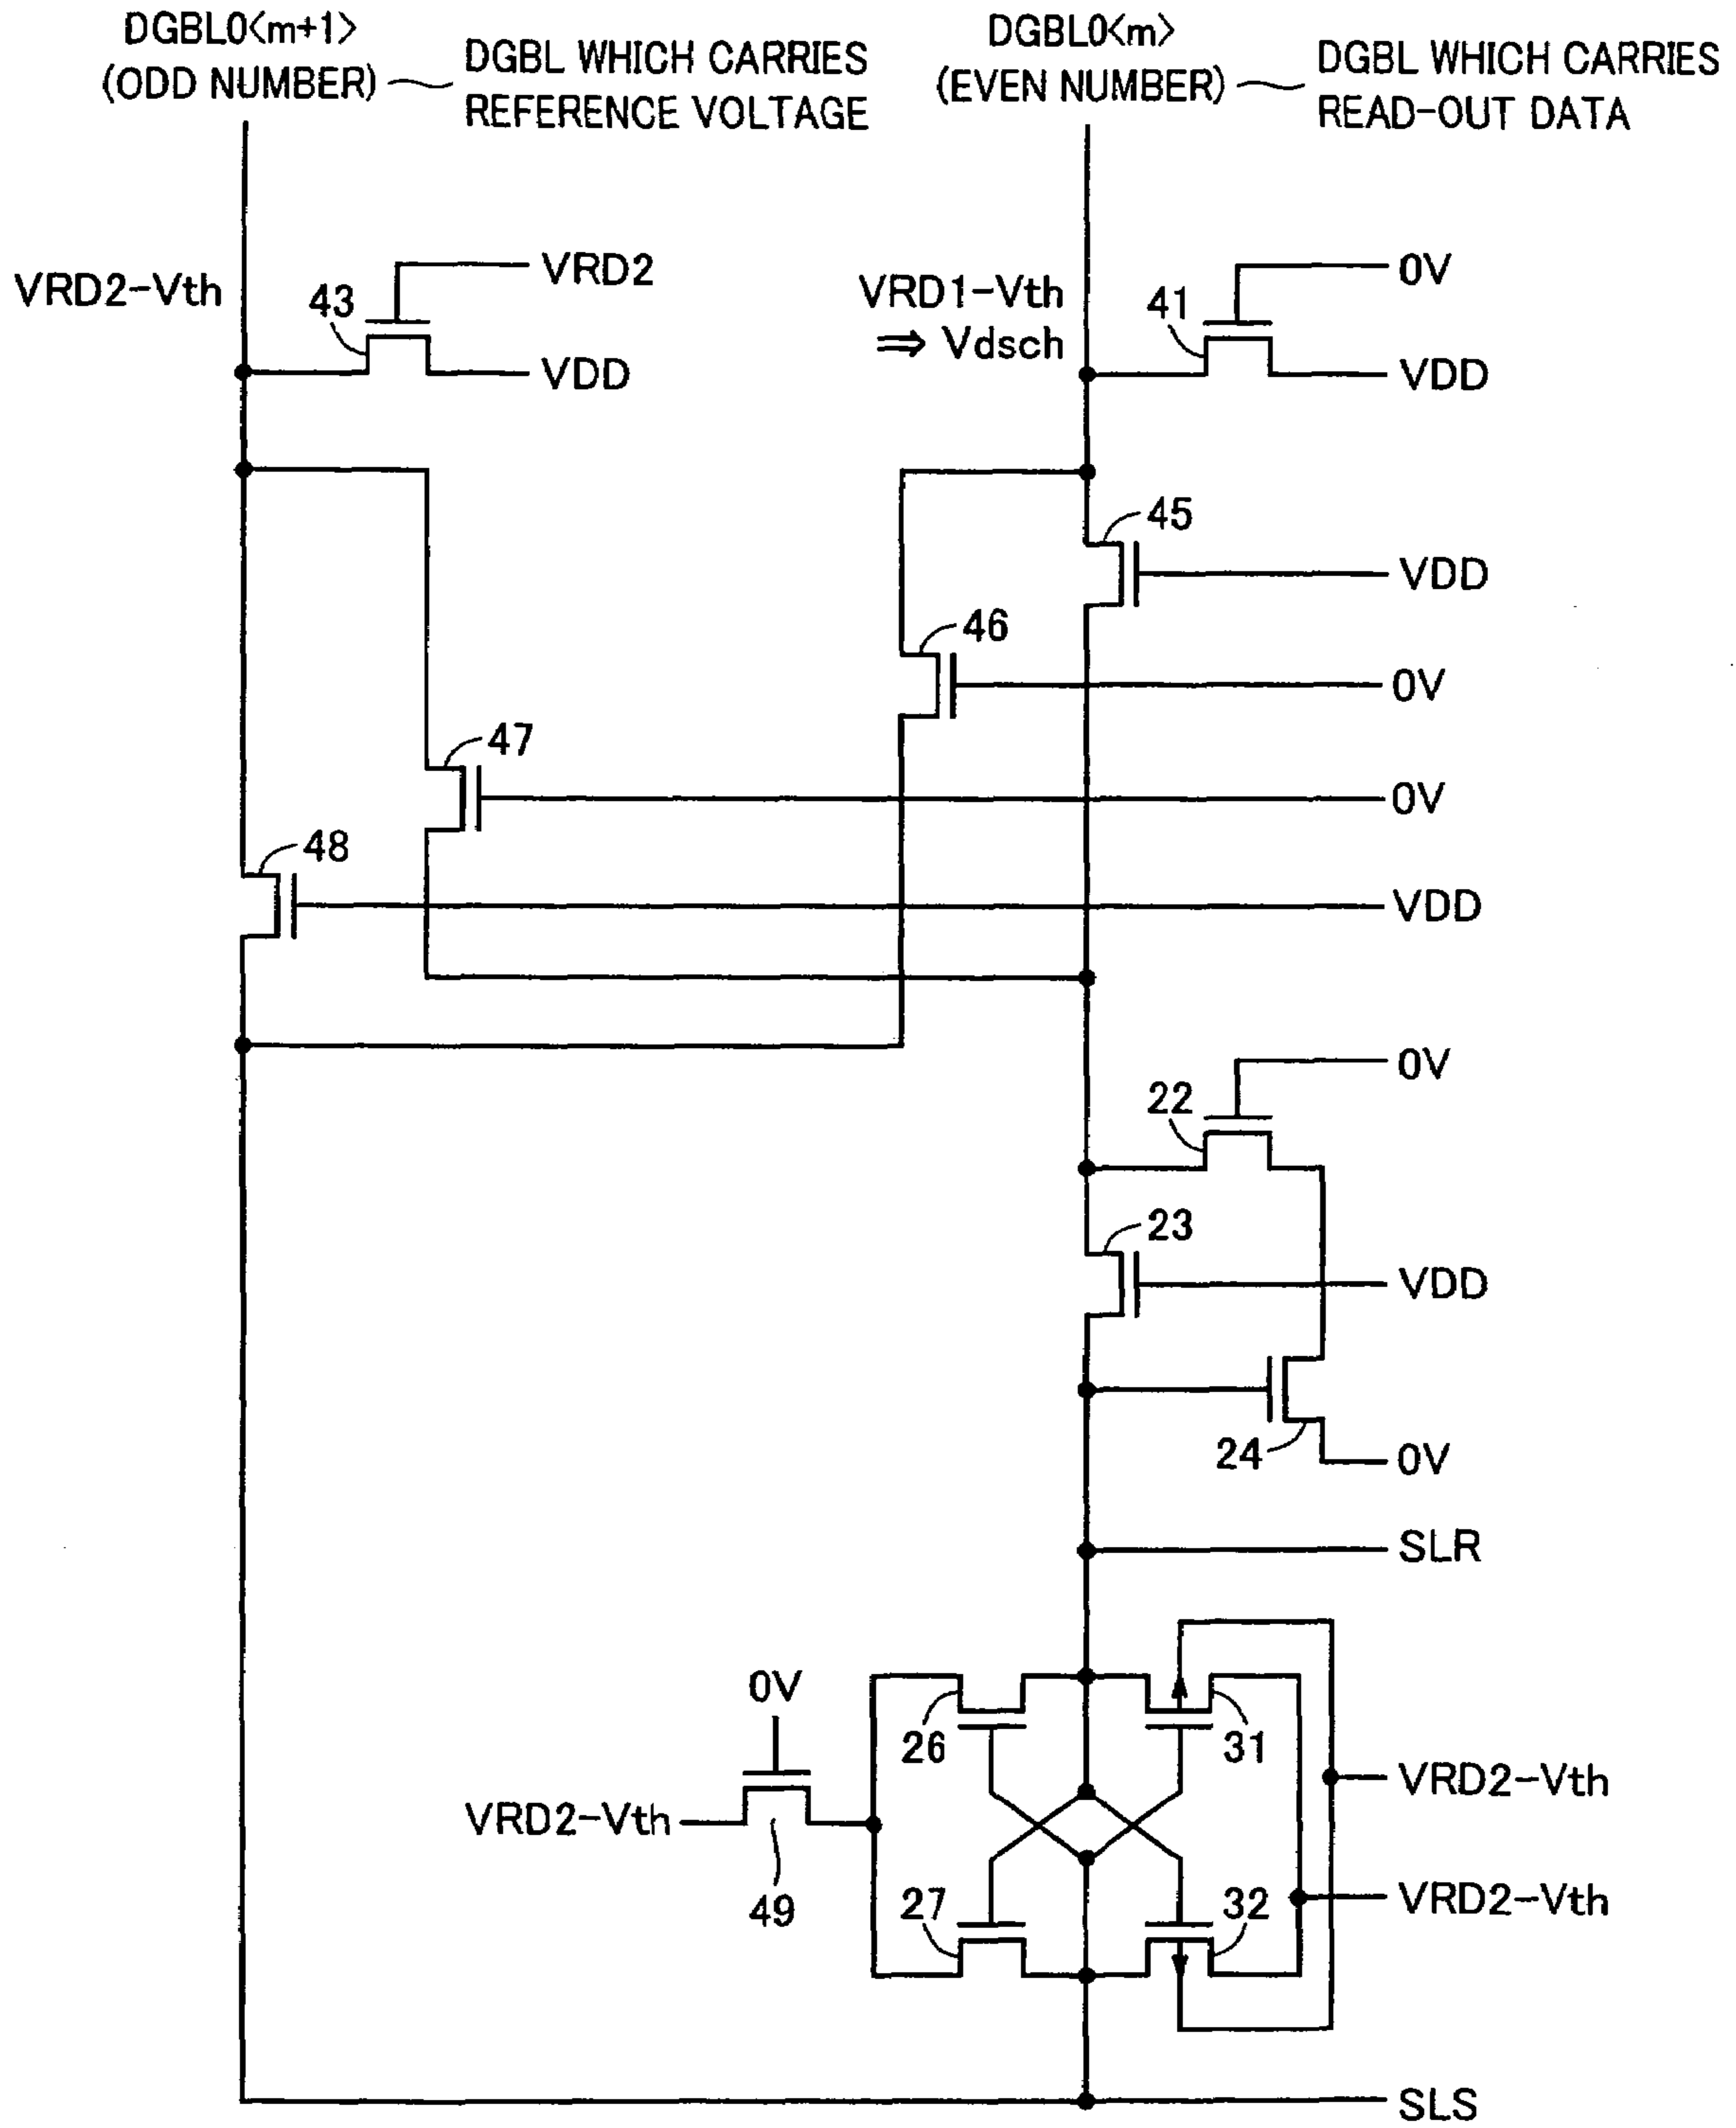 DGBL0<m+1>
(ODD NUMBER)
DGBL WHICH CARRIES
REFERENCE VOLTAGE
DGBL0<m>
(EVEN NUMBER)
DGBL WHICH CARRIES
READ-OUT DATA
VRD2-Vth
43
VRD2
VDD
VRD1-Vth
⇒ Vdsch
41
0V
VDD
45
VDD
46
0V
47
0V
48
VDD
22
0V
23
VDD
24
0V
SLR
0V
26
31
VRD2-Vth
VRD2-Vth
49
27
32
VRD2-Vth
SLS